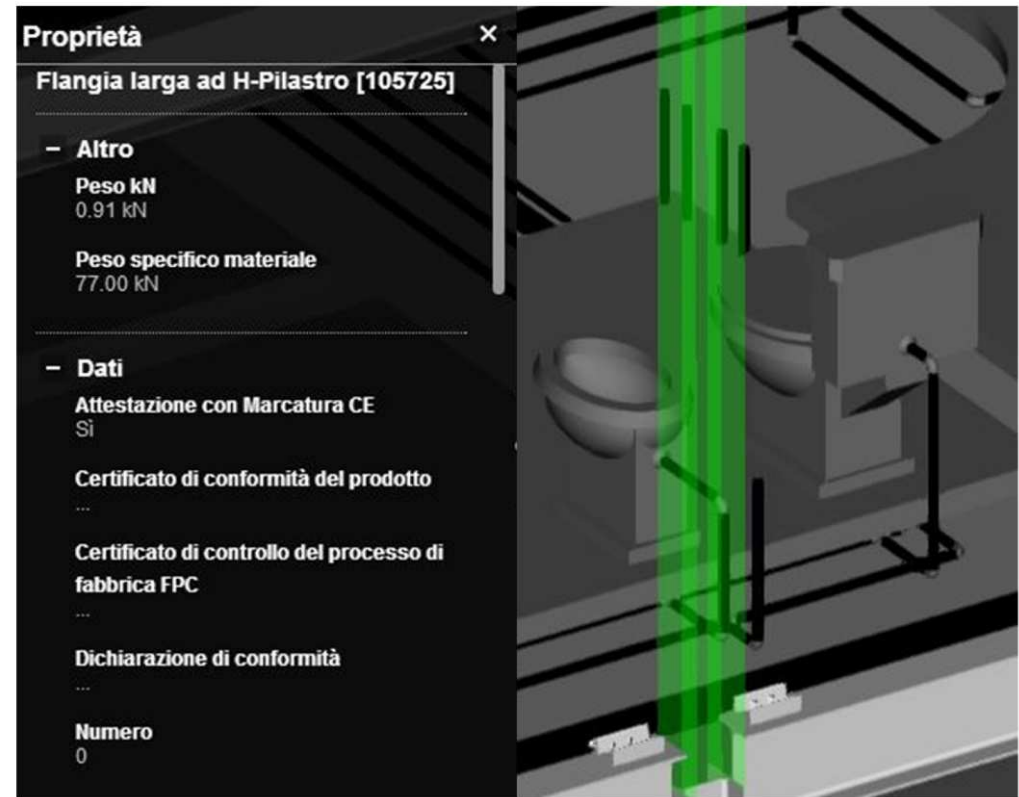 Proprietà ×
Flangia larga ad H-Pilastro [105725]
− Altro
Peso kN
0.91 kN
Peso specifico materiale
77.00 kN
− Dati
Attestazione con Marcatura CE
Sì
Certificato di conformità del prodotto
...
Certificato di controllo del processo di
fabbrica FPC
...
Dichiarazione di conformità
...
Numero
0